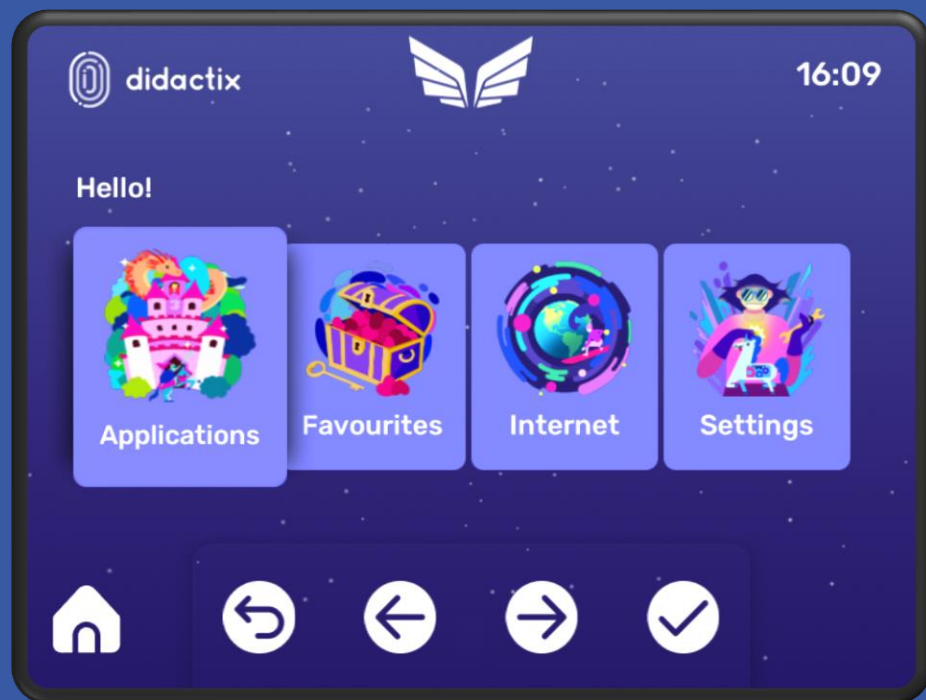 didactix
16:09
Hello!
Applications
Favourites
Internet
Settings